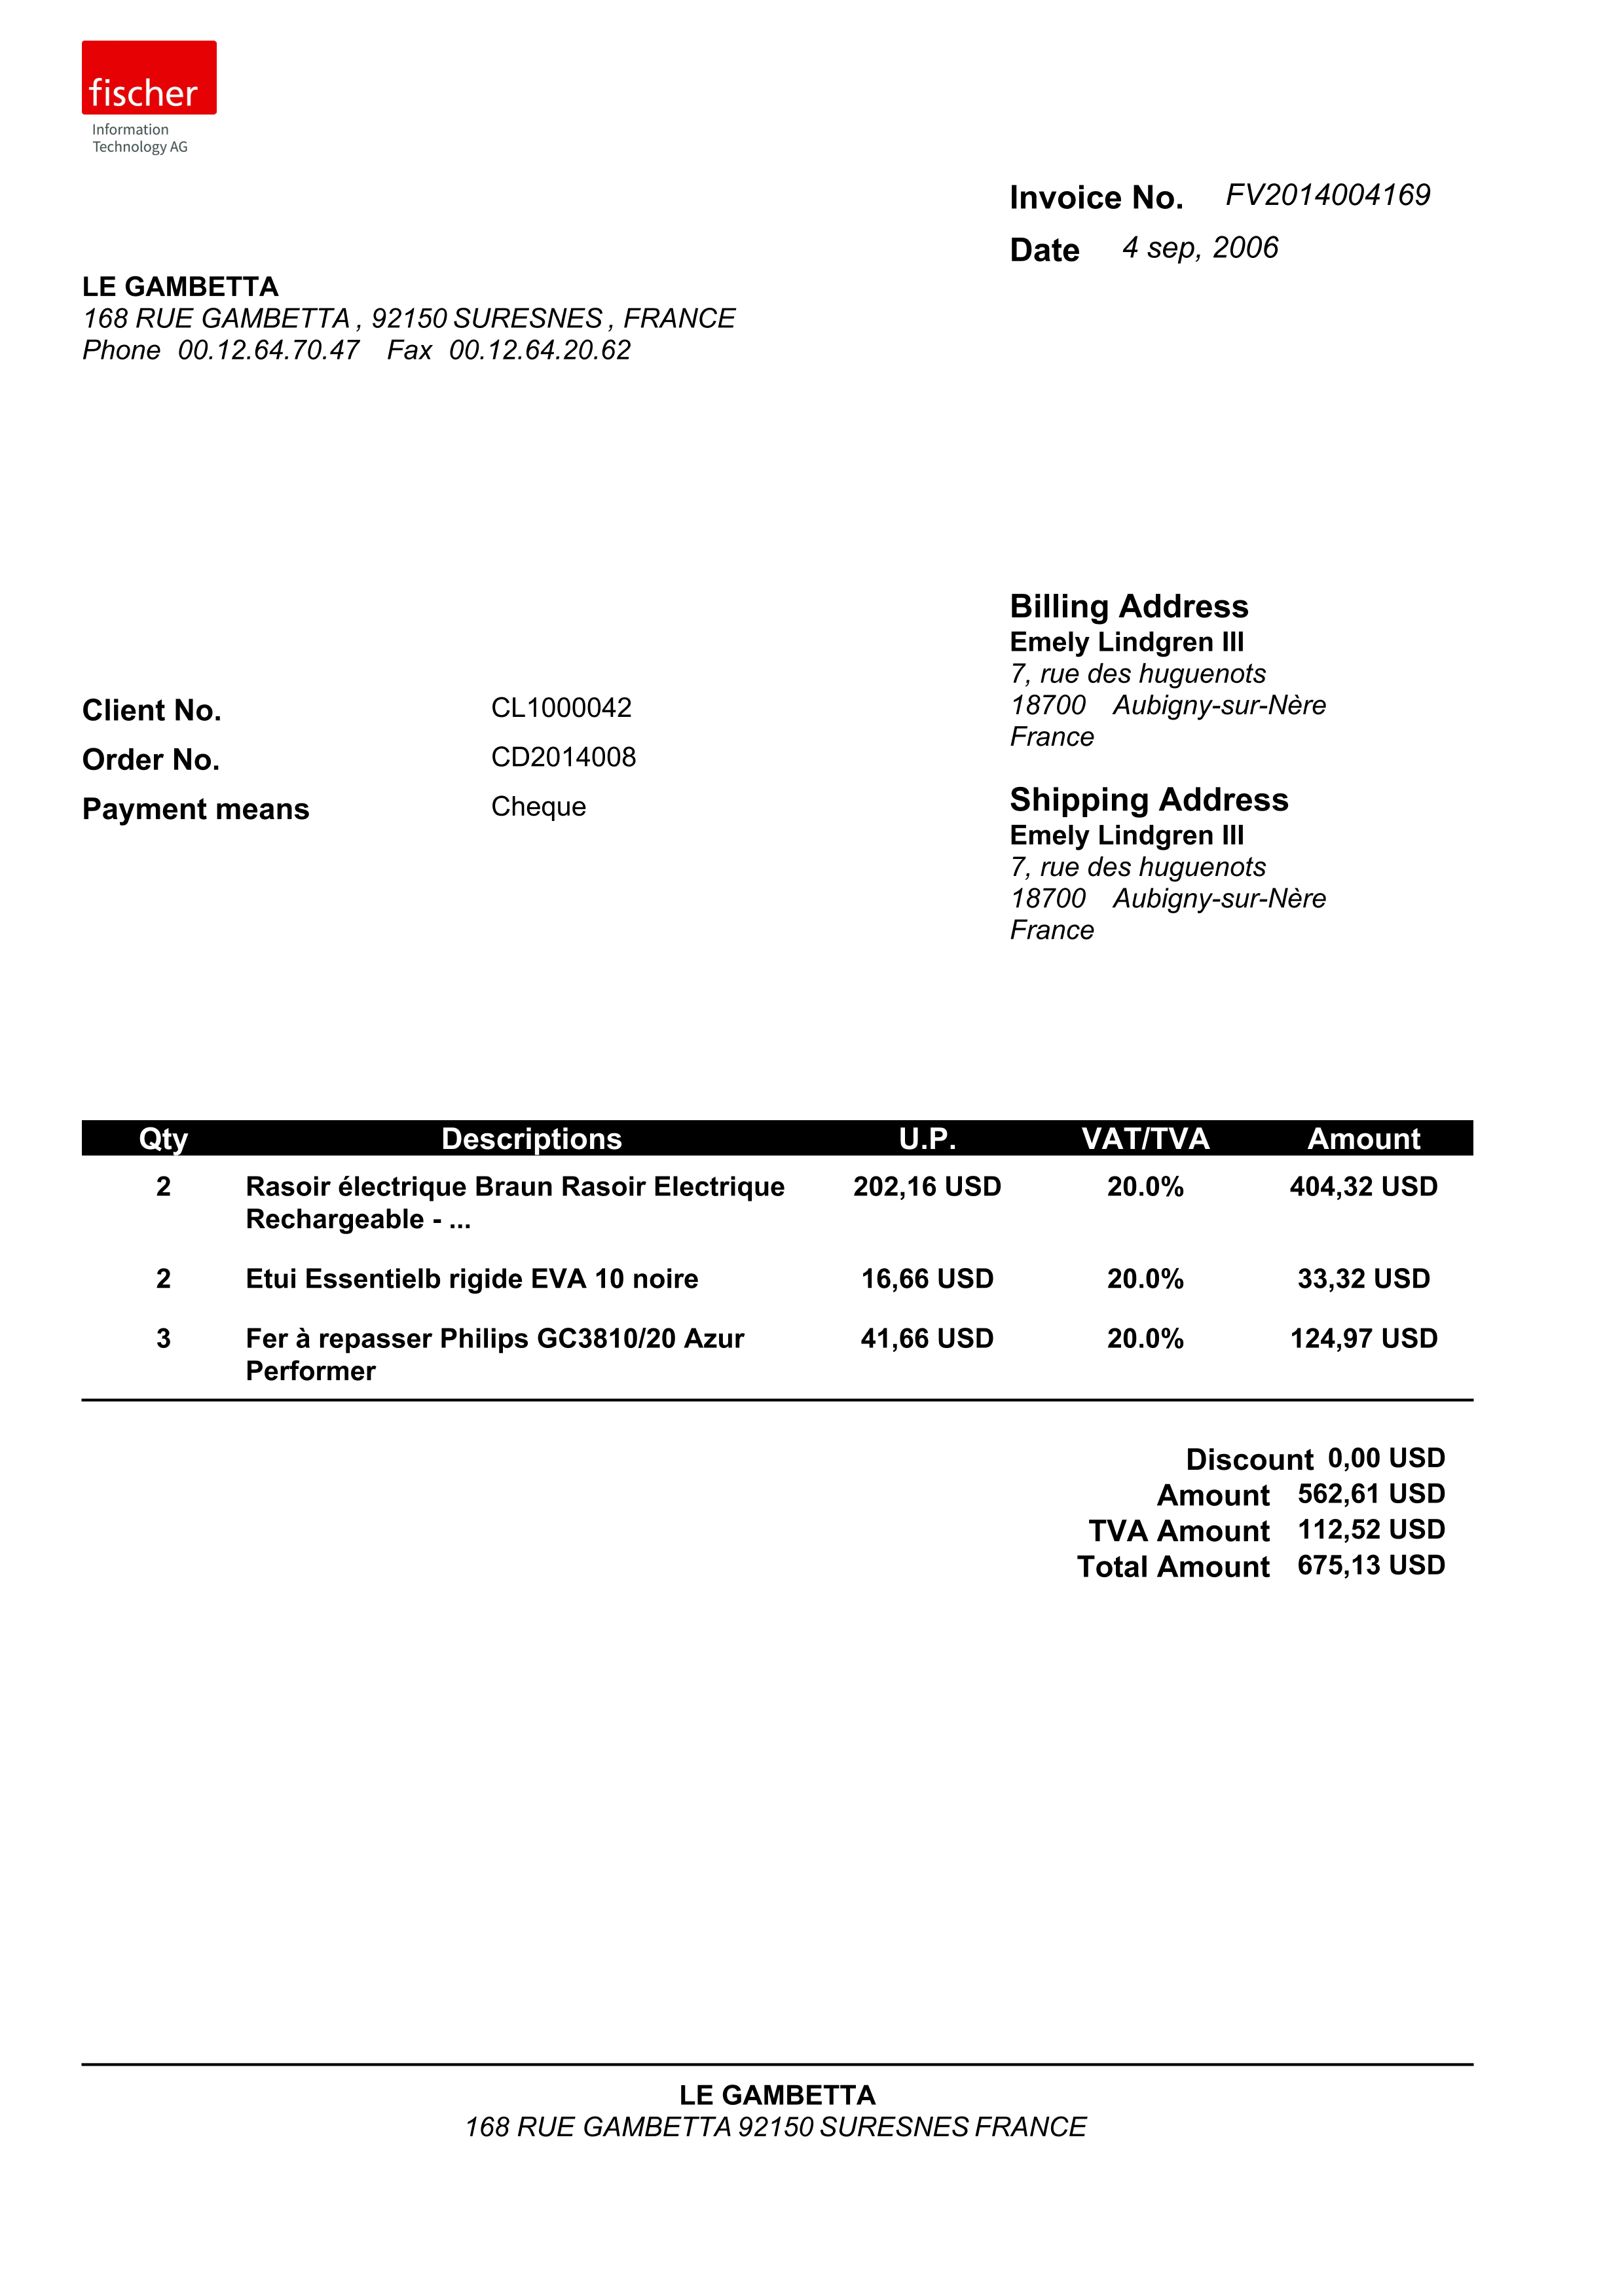 fischer
Information
Technology AG
Invoice No. FV2014004169
Date 4 sep, 2006
LE GAMBETTA
168 RUE GAMBETTA , 92150 SURESNES , FRANCE
Phone 00.12.64.70.47 Fax 00.12.64.20.62
Billing Address
Emely Lindgren III
7, rue des huguenots
18700 Aubigny-sur-Nère
France
Client No. CL1000042
Order No. CD2014008
Payment means Cheque
Shipping Address
Emely Lindgren III
7, rue des huguenots
18700 Aubigny-sur-Nère
France
Qty Descriptions U.P. VAT/TVA Amount
2 Rasoir électrique Braun Rasoir Electrique 202,16 USD 20.0% 404,32 USD
Rechargeable - ...
2 Etui Essentielb rigide EVA 10 noire 16,66 USD 20.0% 33,32 USD
3 Fer à repasser Philips GC3810/20 Azur 41,66 USD 20.0% 124,97 USD
Performer
Discount 0,00 USD
Amount 562,61 USD
TVA Amount 112,52 USD
Total Amount 675,13 USD
LE GAMBETTA
168 RUE GAMBETTA 92150 SURESNES FRANCE